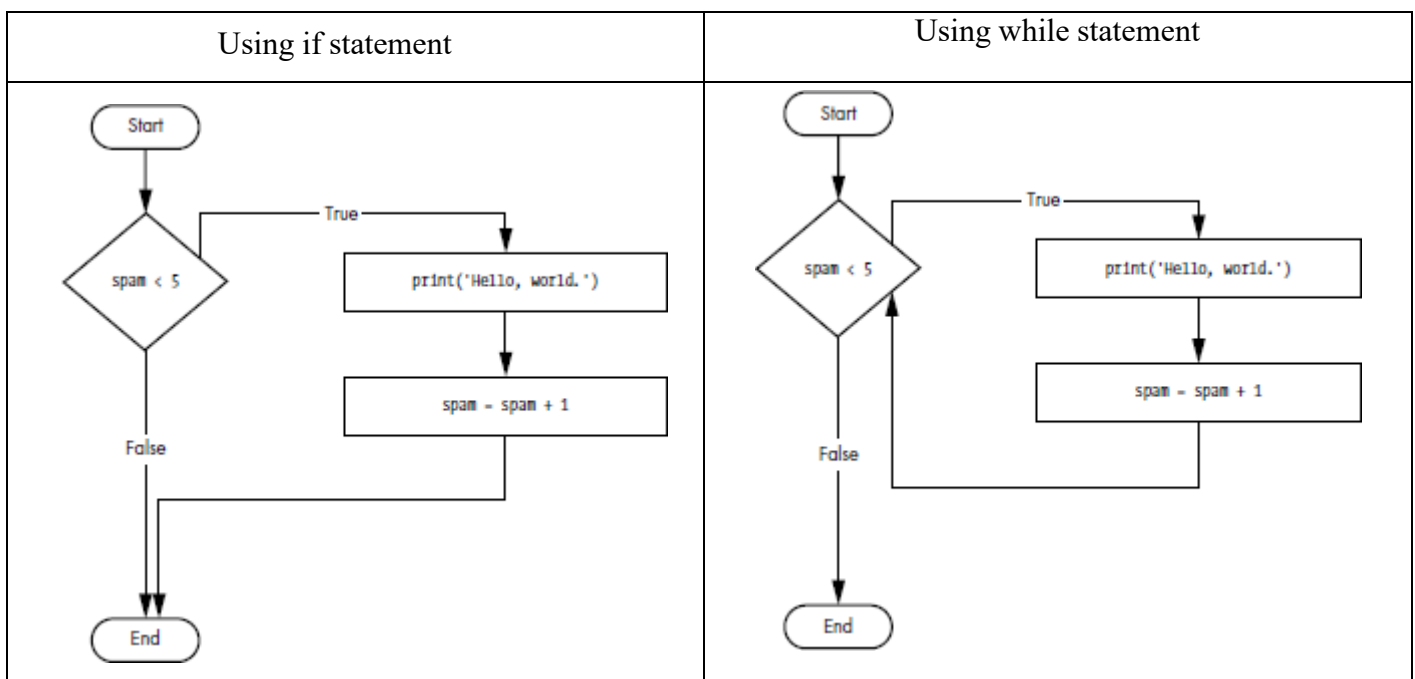 Using if statement
Using while statement
Start
True
spam < 5
print('Hello, world.')
spam = spam + 1
False
End
Start
True
spam < 5
print('Hello, world.')
spam = spam + 1
False
End